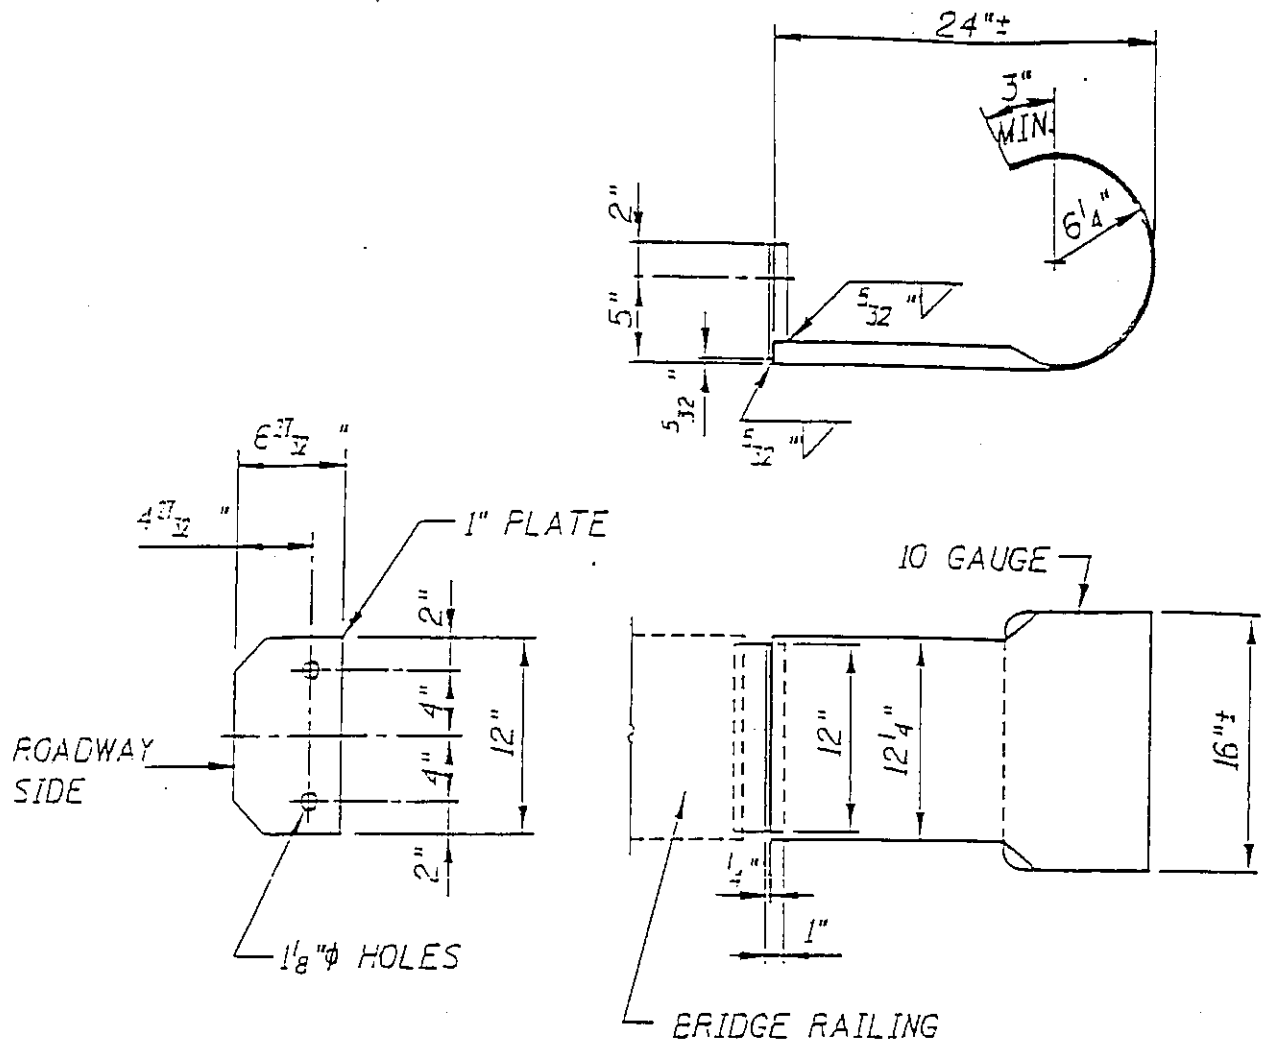 24"±
3"
MIN.
6 1/4"
2"
5"
5/32"
5/32"
5/32"
6 27/32"
4 27/32"
1" PLATE
10 GAUGE
2"
4"
12"
4"
2"
12"
12 1/4"
16"±
ROADWAY
SIDE
1/4"
1"
1 1/8"ϕ HOLES
BRIDGE RAILING